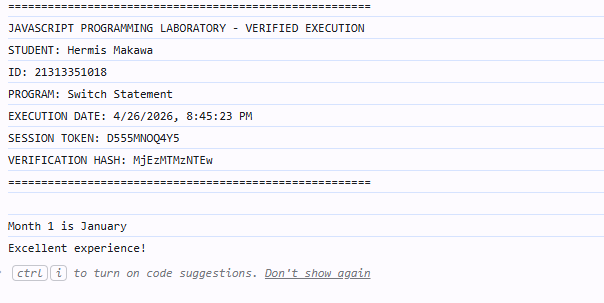 =======================================================
JAVASCRIPT PROGRAMMING LABORATORY - VERIFIED EXECUTION
STUDENT: Hermis Makawa
ID: 21313351018
PROGRAM: Switch Statement
EXECUTION DATE: 4/26/2026, 8:45:23 PM
SESSION TOKEN: D555MNOQ4Y5
VERIFICATION HASH: MjEzMTMzNTEw
=======================================================
Month 1 is January
Excellent experience!
ctrl i to turn on code suggestions. Don't show again